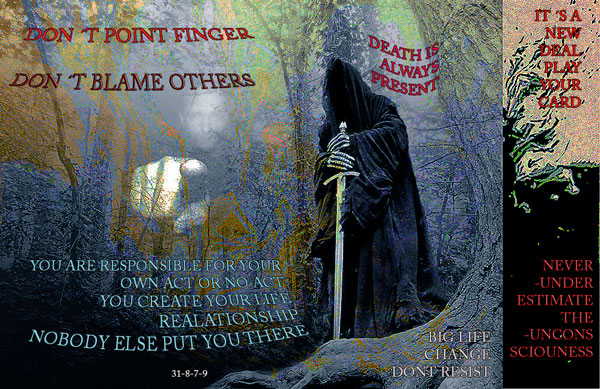 DON ´T POINT FINGER
DON ´T BLAME OTHERS
DEATH IS
ALWAYS
PRESENT
IT ´S A
NEW
DEAL
PLAY
YOUR
CARD
YOU ARE RESPONSIBLE FOR YOUR
OWN ACT OR NO ACT
YOU CREATE YOUR LIFE
REALATIONSHIP
NOBODY ELSE PUT YOU THERE
31-8-7-9
BIG LIFE
CHANGE
DONT RESIST
NEVER
-UNDER
ESTIMATE
THE
-UNGONS
SCIOUNESS